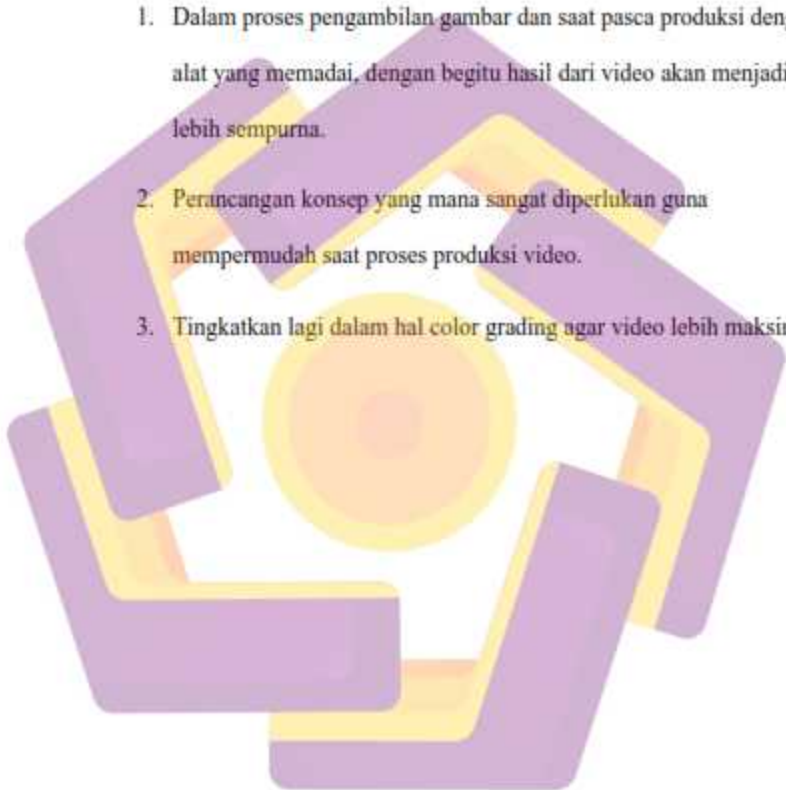 1. Dalam proses pengambilan gambar dan saat pasca produksi
alat yang memadai, dengan begitu hasil dari video akan menjadi
lebih sempurna.
2. Perancangan konsep yang mana sangat diperlukan guna
mempermudah saat proses produksi video.
3. Tingkatkan lagi dalam hal color grading agar video lebih